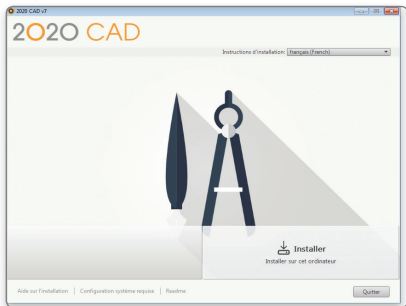 2020 CAD v7
2020 CAD
Instructions d'installation: français (French)
Installer
Installer sur cet ordinateur
Aide sur l'installation | Configuration système requise | Readme
Quitter